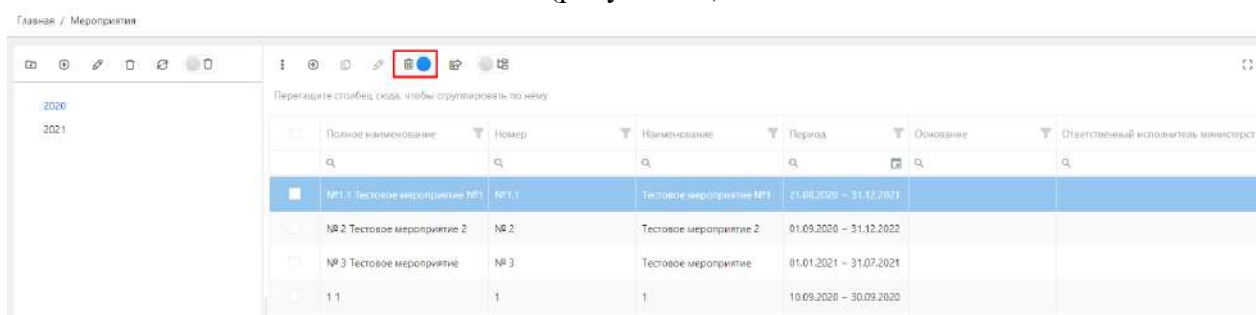 Главная / Мероприятия
Перетащите столбец сюда, чтобы сгруппировать по нему
2020
2021
Полное наименование Номер Наименование Период Основание Ответственный исполнитель министерст
№1.1 Тестовое мероприятие №1 №1.1 Тестовое мероприятие №1 21.08.2020 – 31.12.2021
№ 2 Тестовое мероприятие 2 № 2 Тестовое мероприятие 2 01.09.2020 – 31.12.2022
№ 3 Тестовое мероприятие № 3 Тестовое мероприятие 01.01.2021 – 31.07.2021
1 1 1 1 10.09.2020 – 30.09.2020